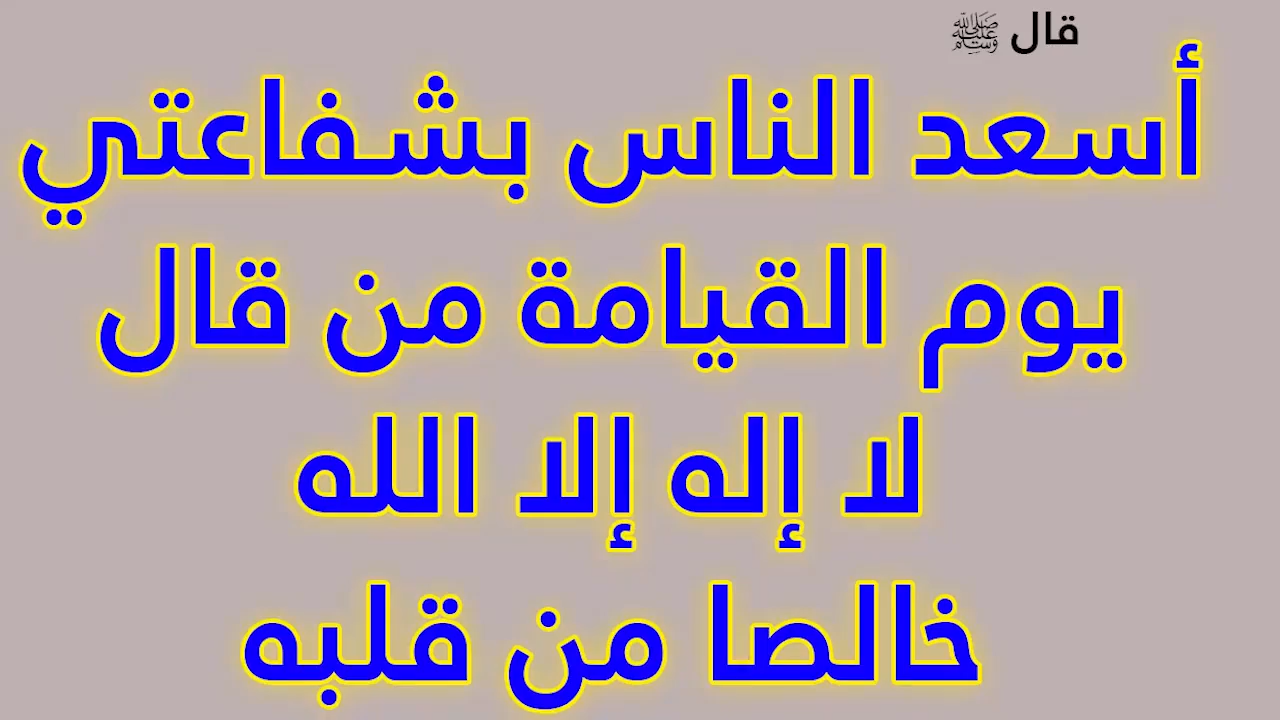 قال ﷺ
أسعد الناس بشفاعتي
يوم القيامة من قال
لا إله إلا الله
خالصا من قلبه